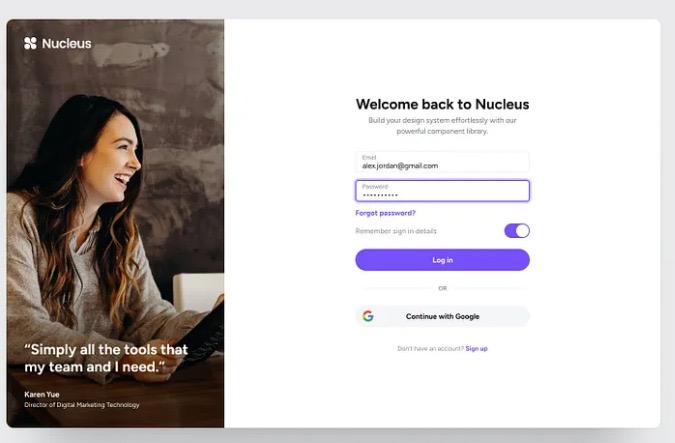 Nucleus
“Simply all the tools that
my team and I need.”
Karen Yue
Director of Digital Marketing Technology
Welcome back to Nucleus
Build your design system effortlessly with our
powerful component library.
Email
alex.jordan@gmail.com
Password
••••••••••
Forgot password?
Remember sign in details
Log in
OR
Continue with Google
Don't have an account? Sign up